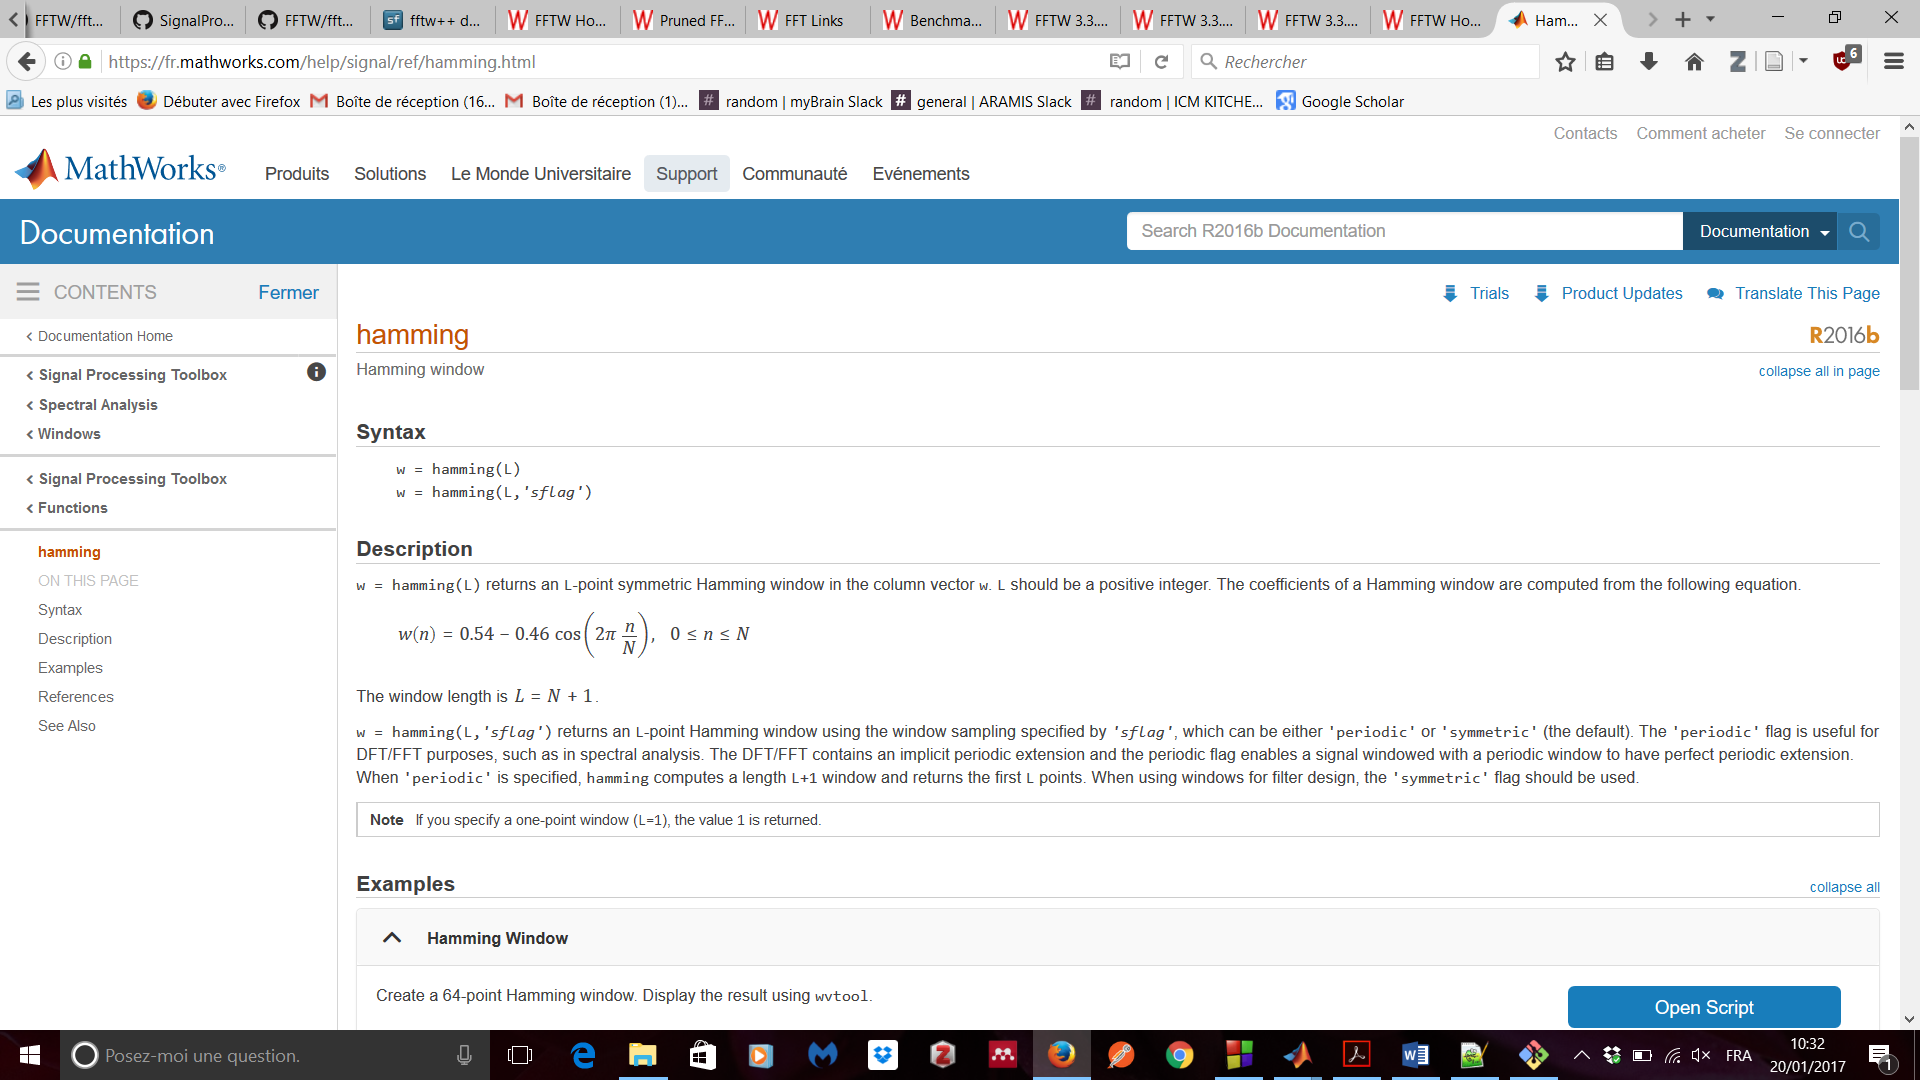 FFTW/fft...
SignalPro...
FFTW/fft...
fftw++ d...
FFTW Ho...
Pruned FF...
FFT Links
Benchma...
FFTW 3.3....
FFTW 3.3....
FFTW 3.3....
FFTW Ho...
Ham...
https://fr.mathworks.com/help/signal/ref/hamming.html
Rechercher
6
Les plus visités
Débuter avec Firefox
Boîte de réception (16...
Boîte de réception (1)...
random | myBrain Slack
general | ARAMIS Slack
random | ICM KITCHE...
Google Scholar
Contacts
Comment acheter
Se connecter
MathWorks®
Produits
Solutions
Le Monde Universitaire
Support
Communauté
Evénements
Documentation
Search R2016b Documentation
Documentation
CONTENTS
Fermer
Trials
Product Updates
Translate This Page
‹ Documentation Home
‹ Signal Processing Toolbox
‹ Spectral Analysis
‹ Windows
‹ Signal Processing Toolbox
‹ Functions
hamming
ON THIS PAGE
Syntax
Description
Examples
References
See Also
hamming
R2016b
Hamming window
collapse all in page
Syntax
w = hamming(L)
w = hamming(L,'sflag')
Description
w = hamming(L) returns an L-point symmetric Hamming window in the column vector w. L should be a positive integer. The coefficients of a Hamming window are computed from the following equation.
w(n) = 0.54 − 0.46 cos(2π n/N), 0 ≤ n ≤ N
The window length is L = N + 1.
w = hamming(L,'sflag') returns an L-point Hamming window using the window sampling specified by 'sflag', which can be either 'periodic' or 'symmetric' (the default). The 'periodic' flag is useful for
DFT/FFT purposes, such as in spectral analysis. The DFT/FFT contains an implicit periodic extension and the periodic flag enables a signal windowed with a periodic window to have perfect periodic extension.
When 'periodic' is specified, hamming computes a length L+1 window and returns the first L points. When using windows for filter design, the 'symmetric' flag should be used.
Note If you specify a one-point window (L=1), the value 1 is returned.
Examples
collapse all
Hamming Window
Create a 64-point Hamming window. Display the result using wvtool.
Open Script
Posez-moi une question.
FRA
10:32
20/01/2017
1